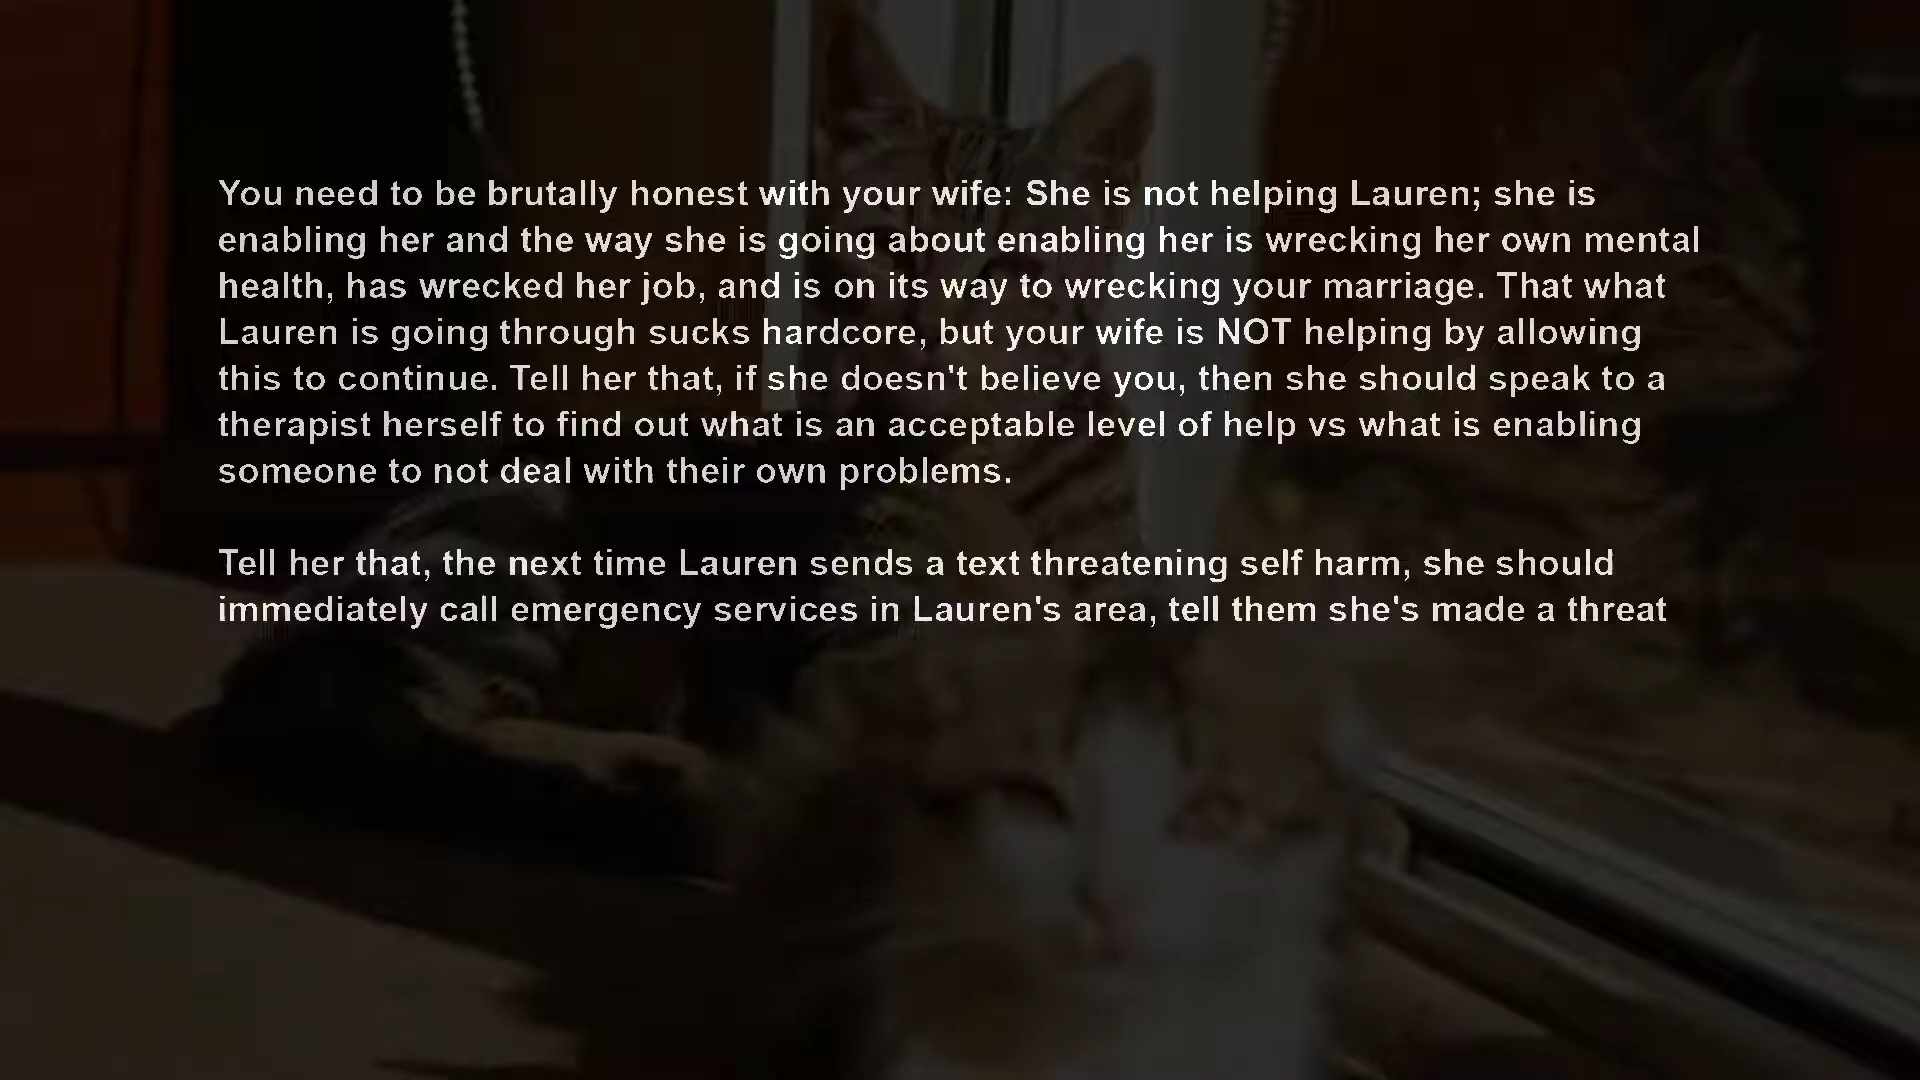 You need to be brutally honest with your wife: She is not helping Lauren; she is
enabling her and the way she is going about enabling her is wrecking her own mental
health, has wrecked her job, and is on its way to wrecking your marriage. That what
Lauren is going through sucks hardcore, but your wife is NOT helping by allowing
this to continue. Tell her that, if she doesn't believe you, then she should speak to a
therapist herself to find out what is an acceptable level of help vs what is enabling
someone to not deal with their own problems.
Tell her that, the next time Lauren sends a text threatening self harm, she should
immediately call emergency services in Lauren's area, tell them she's made a threat